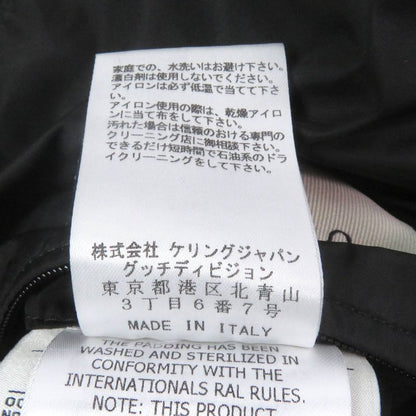 家庭での、水洗いはお避け下さい。
漂白剤は使用しないでください。
アイロンは必ず低温で当てて下さ
い。
アイロン使用の際は、乾燥アイロ
ンに当て布をして下さい。
汚れた場合は信頼のおける専門の
クリーニング店に御相談下さい。
できるだけ短時間で石油系のドラ
イクリーニングをして下さい。
株式会社 ケリングジャパン
グッチディビジョン
東京都港区北青山
3丁目6番7号
MADE IN ITALY
THE PADDING HAS BEEN
WASHED AND STERILIZED IN
CONFORMITY WITH THE
INTERNATIONALS RAL RULES.
NOTE: THIS PRODUCT